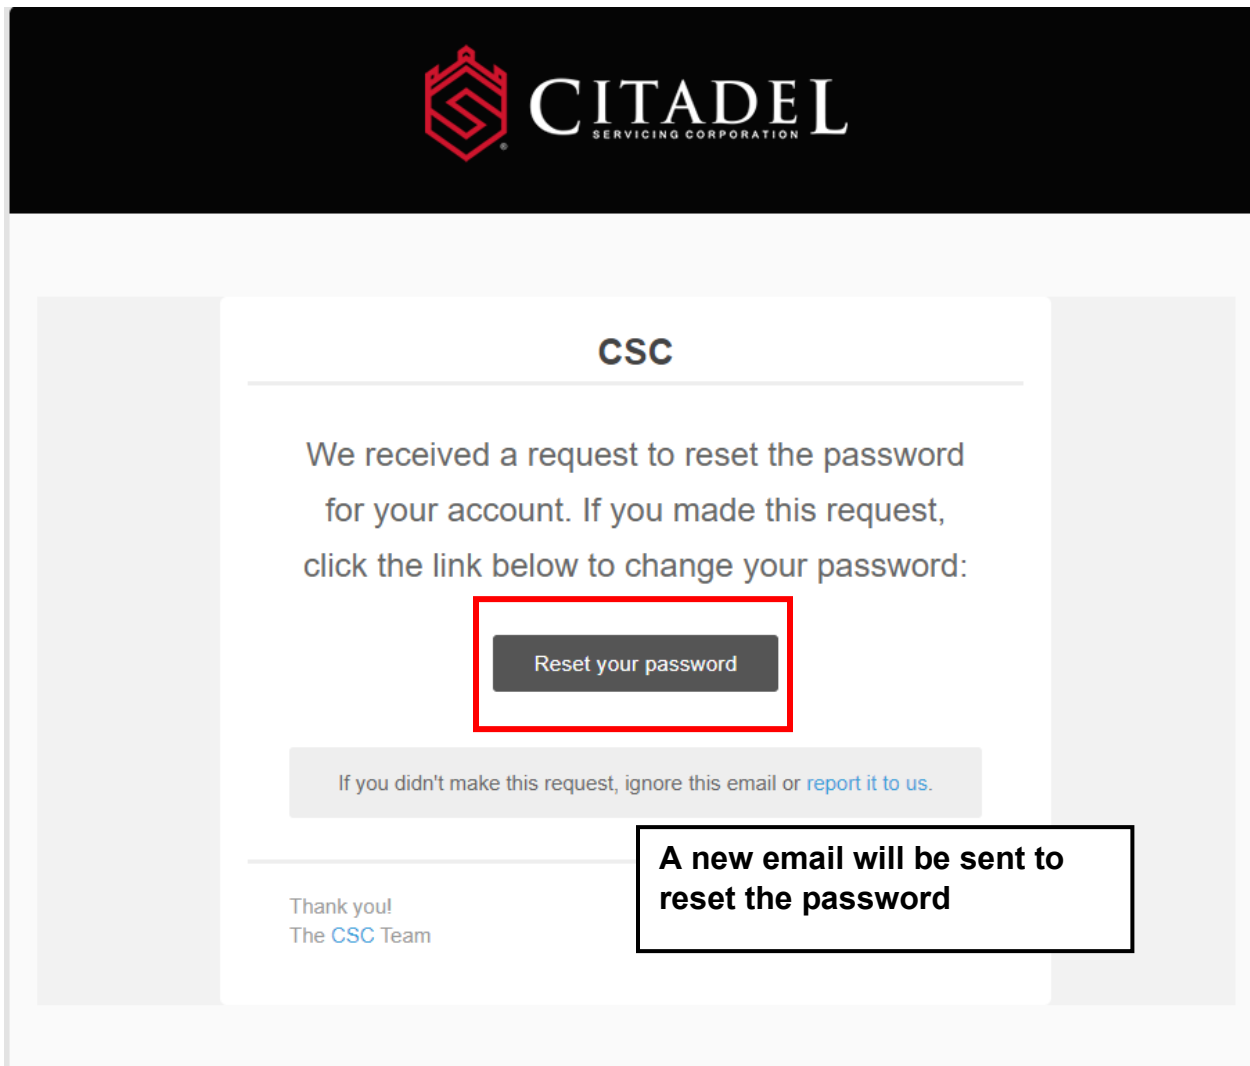 CITADEL
SERVICING CORPORATION
®
CSC
We received a request to reset the password
for your account. If you made this request,
click the link below to change your password:
Reset your password
If you didn't make this request, ignore this email or report it to us.
A new email will be sent to
reset the password
Thank you!
The CSC Team